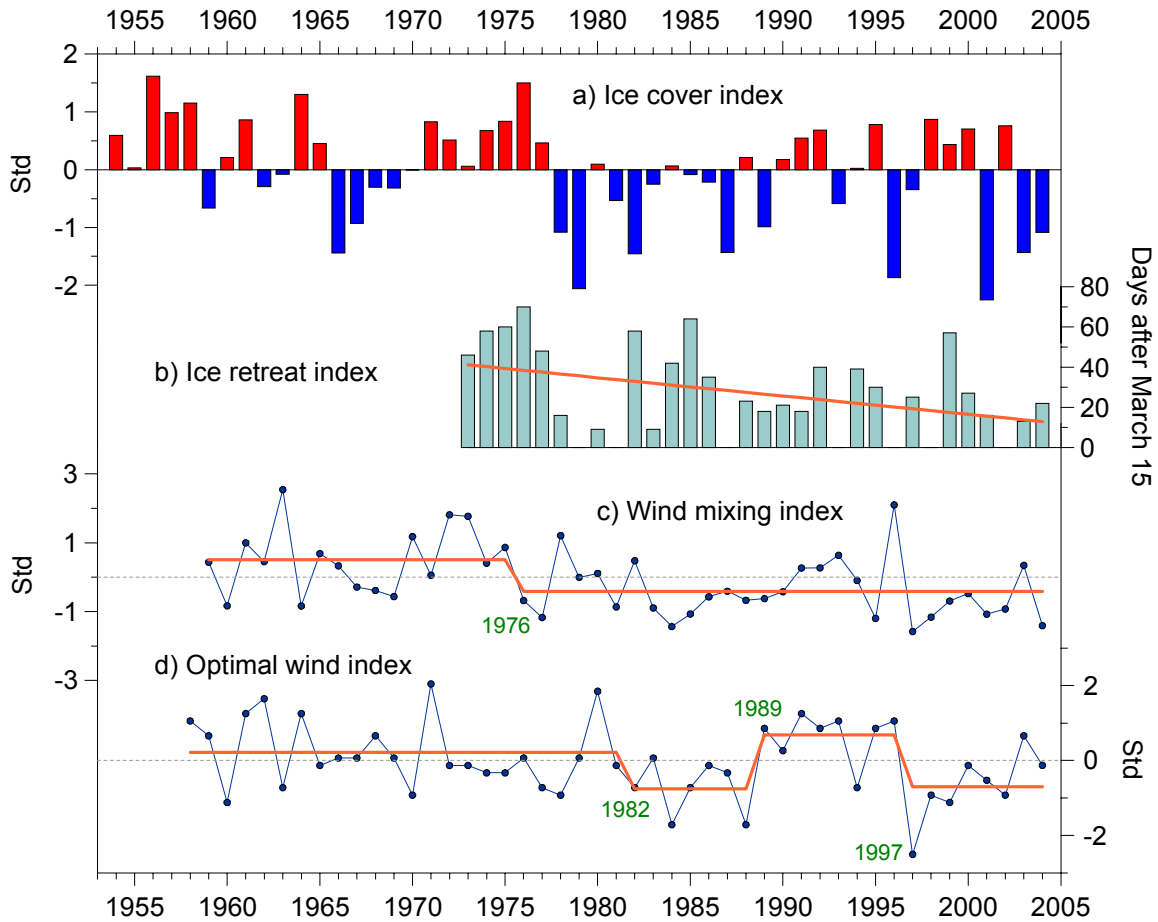 1955 1960 1965 1970 1975 1980 1985 1990 1995 2000 2005
2
1
0
-1
-2
Std
a) Ice cover index
80
60
40
20
0
Days after March 15
b) Ice retreat index
3
1
-1
-3
Std
c) Wind mixing index
1976
d) Optimal wind index
2
0
-2
Std
1989
1982
1997
1955 1960 1965 1970 1975 1980 1985 1990 1995 2000 2005